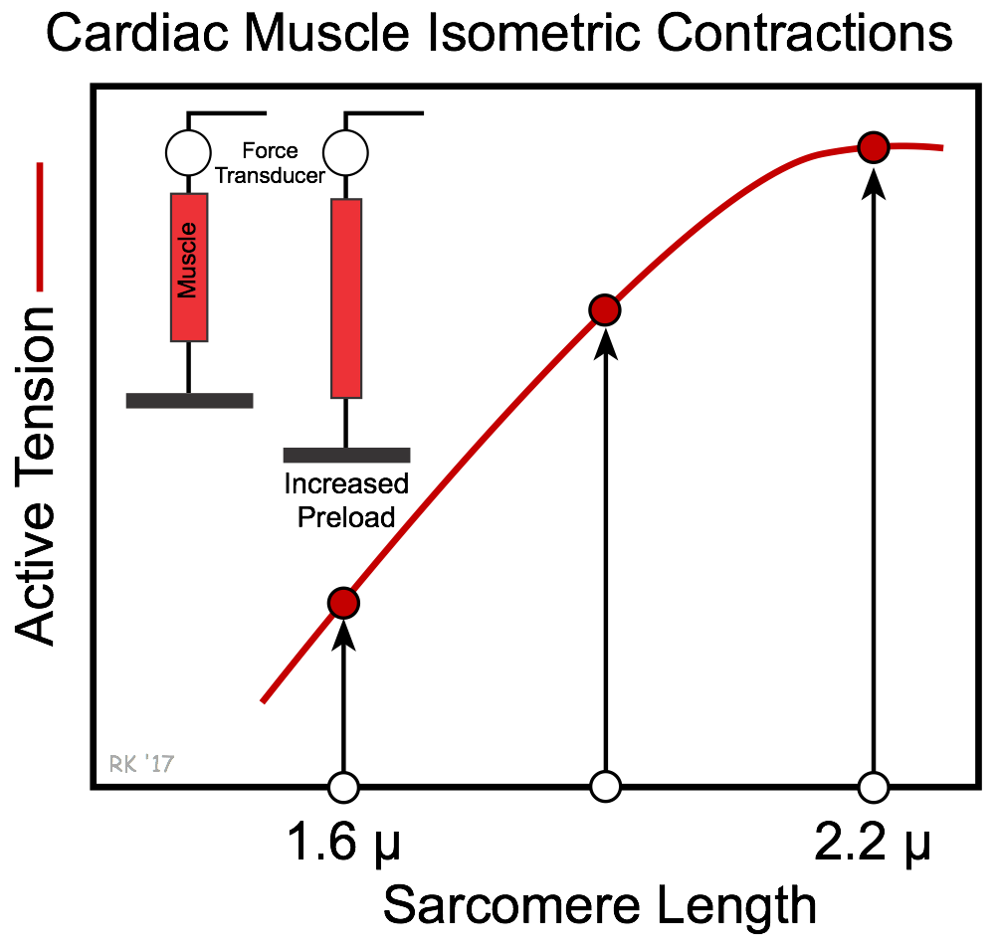 Cardiac Muscle Isometric Contractions
Active Tension
Force
Transducer
Muscle
Increased
Preload
RK '17
1.6 μ
2.2 μ
Sarcomere Length